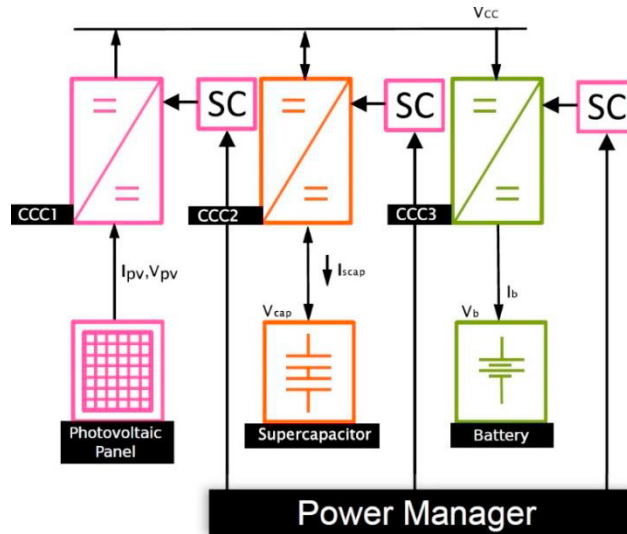 Vcc
SC
SC
SC
CCC1
CCC2
CCC3
Ipv,Vpv
Iscap
Vcap
Ib
Vb
Photovoltaic
Panel
Supercapacitor
Battery
Power Manager